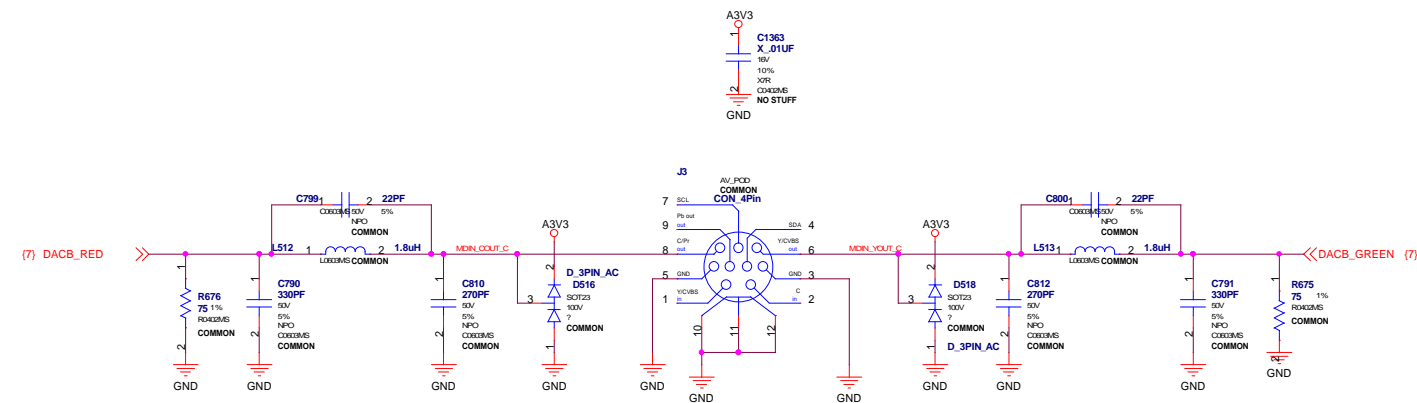 A3V3
1
C1363
X_.01UF
16V
10%
X7R
C0402MS
2
NO STUFF
GND
J3
AV_POD
COMMON
CON_4Pin
7 SCL
Pb out
9 out
C/Pr
8 out
5 GND
Y/CVBS
1 in
SDA 4
Y/CVBS
out 6
GND 3
C
in 2
10
11
12
GND
GND
GND
{7} DACB_RED
C799 1 2 22PF
C0603MS 50V 5%
NPO
COMMON
L512 1 2 1.8uH
L0603MS COMMON
1
R676
75 1%
R0402MS
COMMON
2
GND
1
C790
330PF
50V
5%
NPO
C0603MS
2
COMMON
GND
1
C810
270PF
50V
5%
NPO
C0603MS
2
COMMON
GND
MDIN_COUT_C
A3V3
2
D_3PIN_AC
D516
3
SOT23
100V
?
COMMON
1
GND
MDIN_YOUT_C
A3V3
2
D518
3
SOT23
100V
?
COMMON
1
D_3PIN_AC
GND
1
C812
270PF
50V
5%
NPO
C0603MS
2
COMMON
GND
C800 1 2 22PF
C0603MS 50V 5%
NPO
COMMON
L513 1 2 1.8uH
L0603MS COMMON
1
C791
330PF
50V
5%
NPO
C0603MS
2
COMMON
GND
1
R675
75 1%
R0402MS
COMMON
2
GND
DACB_GREEN {7}